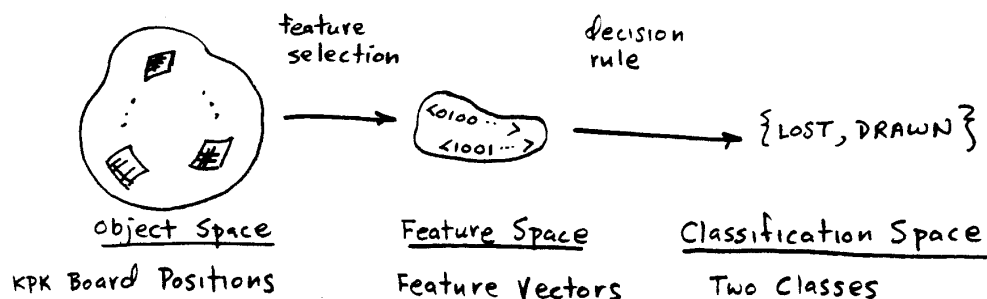 feature
selection
decision
rule
<0100 ·· >
<1001 ··· >
{LOST, DRAWN}
Object Space
Feature Space
Classification Space
KPK Board Positions
Feature Vectors
Two Classes